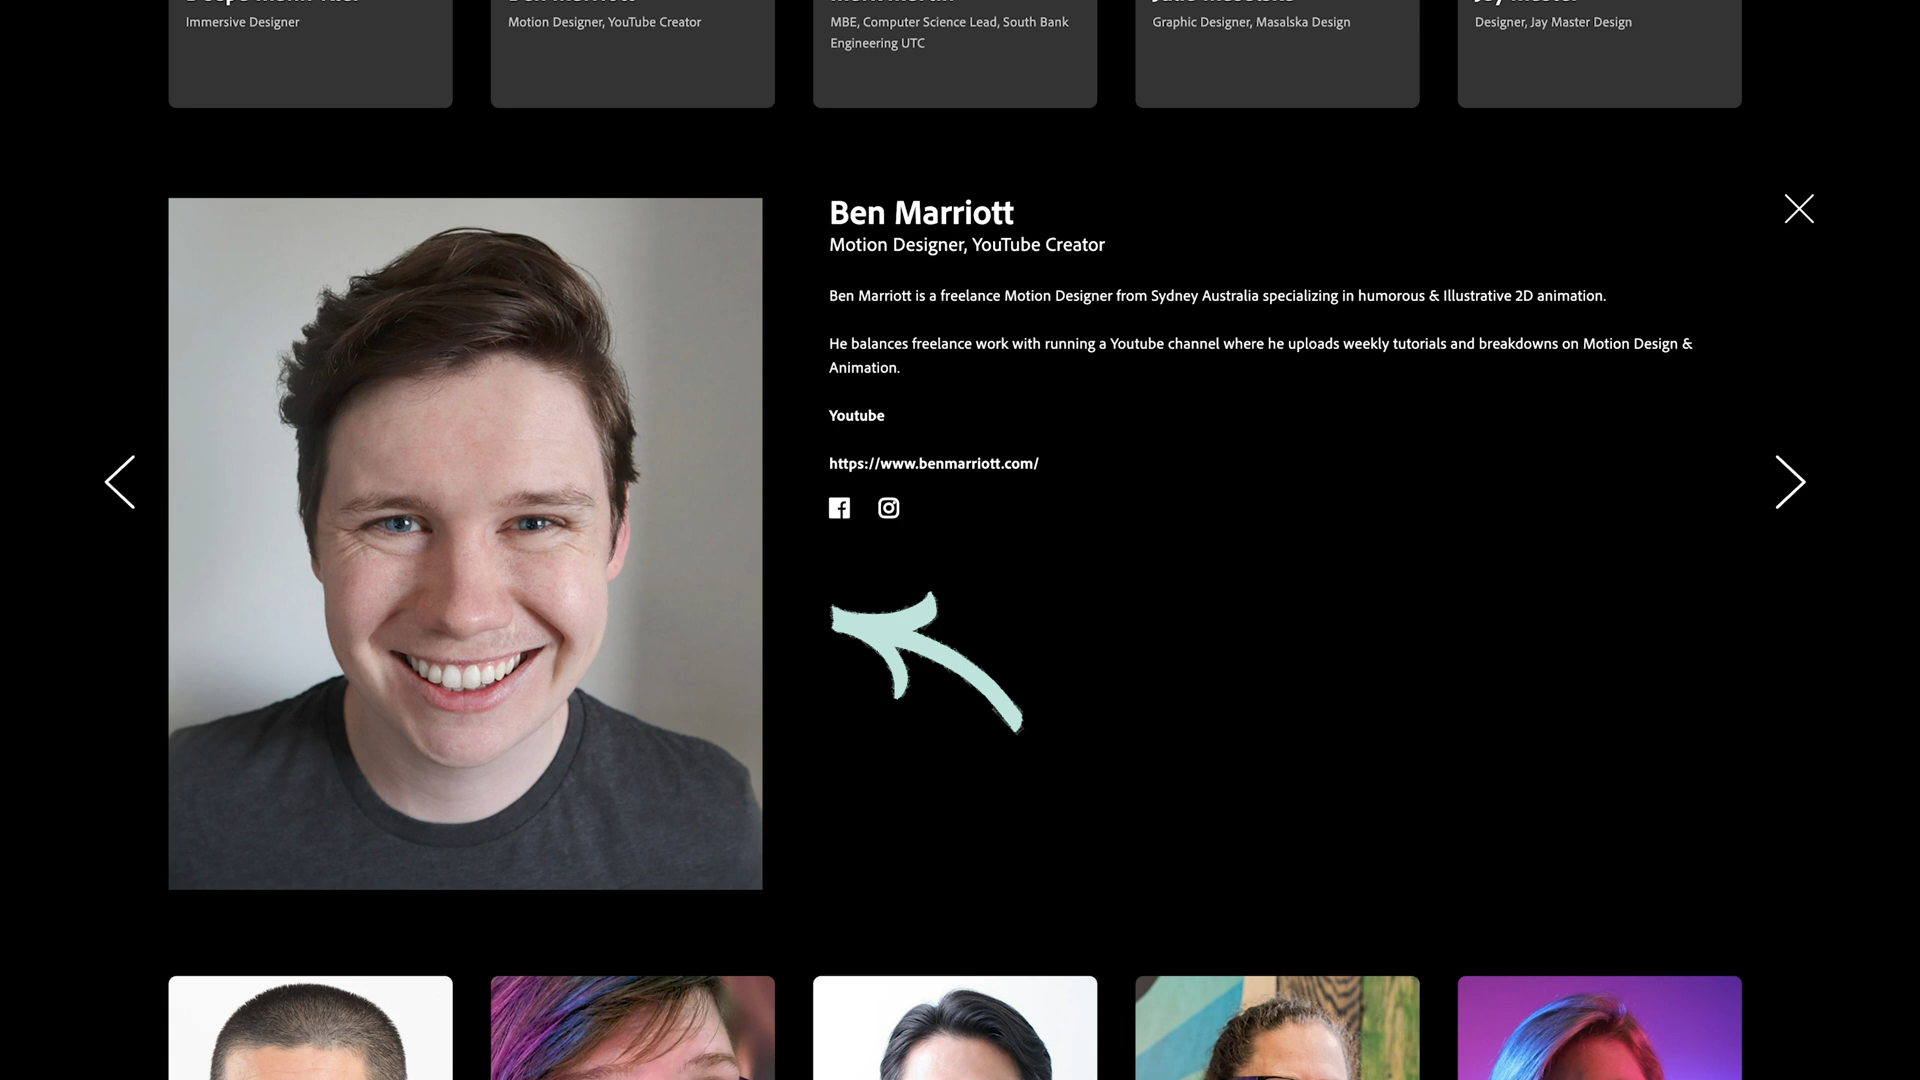 Immersive Designer
Motion Designer, YouTube Creator
MBE, Computer Science Lead, South Bank
Engineering UTC
Graphic Designer, Masalska Design
Designer, Jay Master Design
Ben Marriott
Motion Designer, YouTube Creator
Ben Marriott is a freelance Motion Designer from Sydney Australia specializing in humorous & Illustrative 2D animation.
He balances freelance work with running a Youtube channel where he uploads weekly tutorials and breakdowns on Motion Design &
Animation.
Youtube
https://www.benmarriott.com/